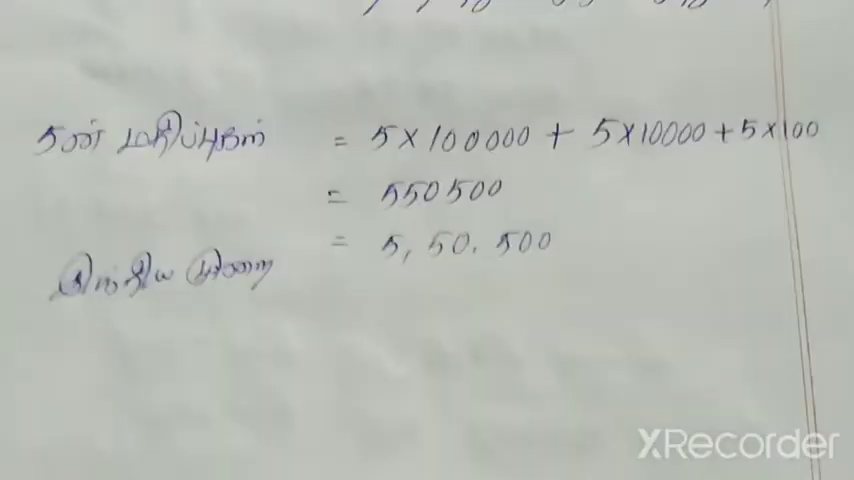 5ன் மதிப்புகள் = 5 × 100000 + 5 × 10000 + 5 × 100
= 550500
= 5, 50, 500
இந்திய முறை
XRecorder